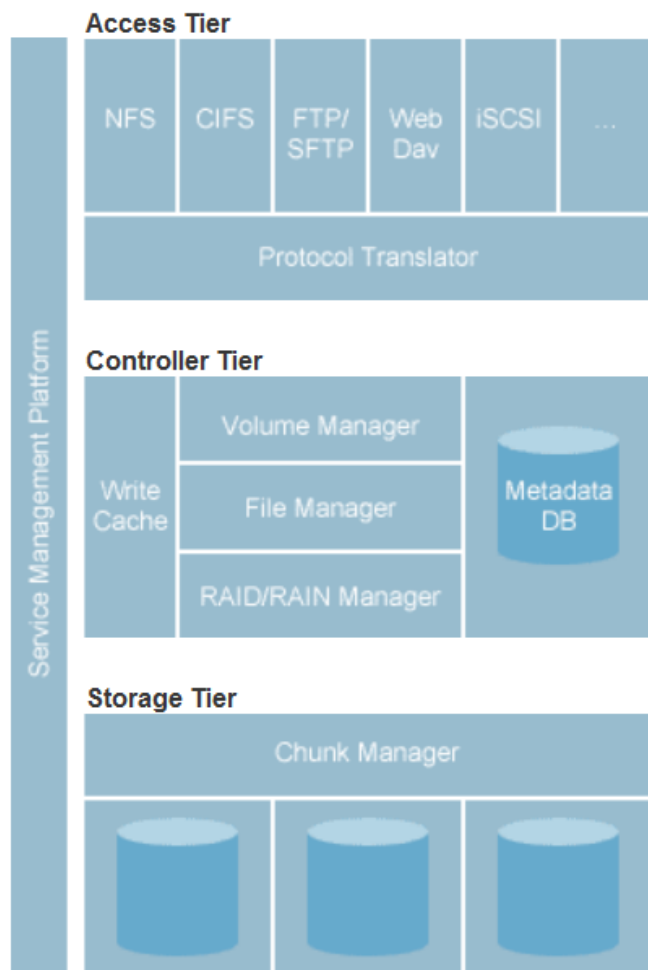 Access Tier
NFS
CIFS
FTP/
SFTP
Web
Dav
iSCSI
...
Protocol Translator
Service Management Platform
Controller Tier
Write
Cache
Volume Manager
File Manager
RAID/RAIN Manager
Metadata
DB
Storage Tier
Chunk Manager